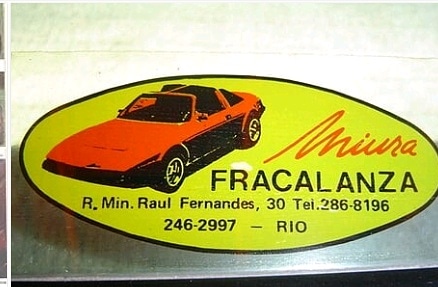 Miura
FRACALANZA
R. Min. Raul Fernandes, 30 Tel.286-8196
246-2997 – RIO